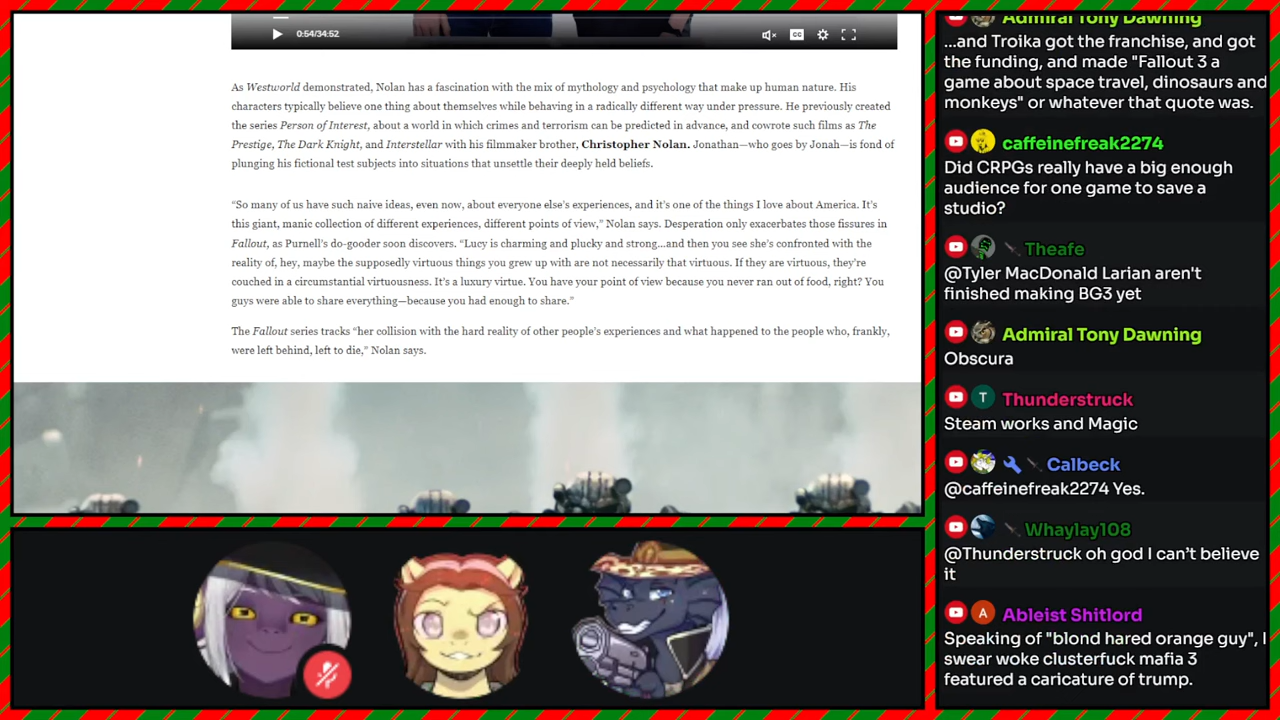 0:54/34:52
CC
As Westworld demonstrated, Nolan has a fascination with the mix of mythology and psychology that make up human nature. His
characters typically believe one thing about themselves while behaving in a radically different way under pressure. He previously created
the series Person of Interest, about a world in which crimes and terrorism can be predicted in advance, and cowrote such films as The
Prestige, The Dark Knight, and Interstellar with his filmmaker brother, Christopher Nolan. Jonathan—who goes by Jonah—is fond of
plunging his fictional test subjects into situations that unsettle their deeply held beliefs.
“So many of us have such naive ideas, even now, about everyone else’s experiences, and it’s one of the things I love about America. It’s
this giant, manic collection of different experiences, different points of view,” Nolan says. Desperation only exacerbates those fissures in
Fallout, as Purnell’s do-gooder soon discovers. “Lucy is charming and plucky and strong…and then you see she’s confronted with the
reality of, hey, maybe the supposedly virtuous things you grew up with are not necessarily that virtuous. If they are virtuous, they’re
couched in a circumstantial virtuousness. It’s a luxury virtue. You have your point of view because you never ran out of food, right? You
guys were able to share everything—because you had enough to share.”
The Fallout series tracks “her collision with the hard reality of other people’s experiences and what happened to the people who, frankly,
were left behind, left to die,” Nolan says.
Admiral Tony Dawning
...and Troika got the franchise, and got
the funding, and made "Fallout 3 a
game about space travel, dinosaurs and
monkeys" or whatever that quote was.
caffeinefreak2274
Did CRPGs really have a big enough
audience for one game to save a
studio?
Theafe
@Tyler MacDonald Larian aren't
finished making BG3 yet
Admiral Tony Dawning
Obscura
T Thunderstruck
Steam works and Magic
Calbeck
@caffeinefreak2274 Yes.
Whaylay108
@Thunderstruck oh god I can’t believe
it
A Ableist Shitlord
Speaking of "blond hared orange guy", I
swear woke clusterfuck mafia 3
featured a caricature of trump.